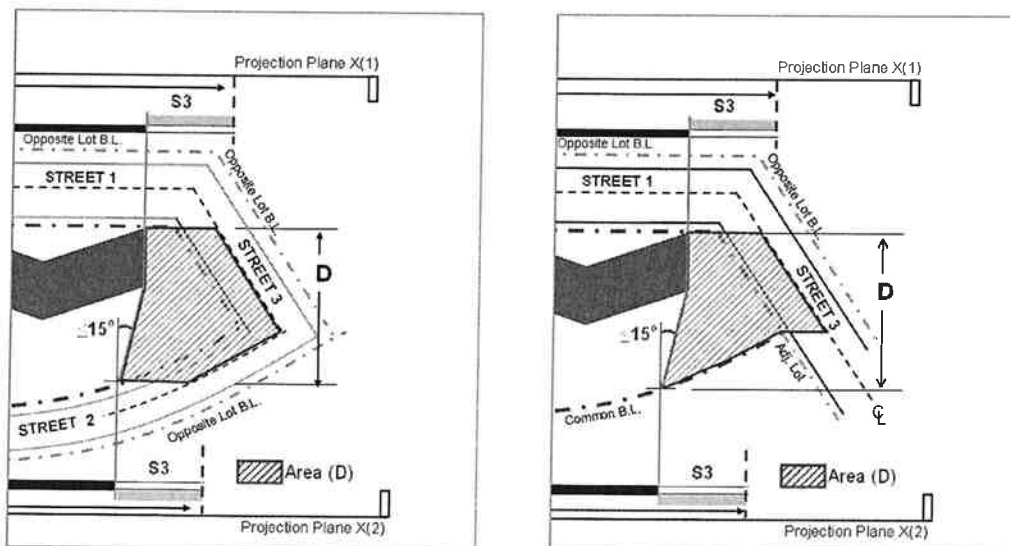 Projection Plane X(1)
S3
Opposite Lot B.L.
Opposite Lot B.L.
STREET 1
STREET 3
D
≤15°
STREET 2
Opposite Lot B.L.
S3
Area (D)
Projection Plane X(2)
Projection Plane X(1)
S3
Opposite Lot B.L.
Opposite Lot B.L.
STREET 1
STREET 3
D
≤15°
Adj. Lot
Common B.L.
℄
S3
Area (D)
Projection Plane X(2)